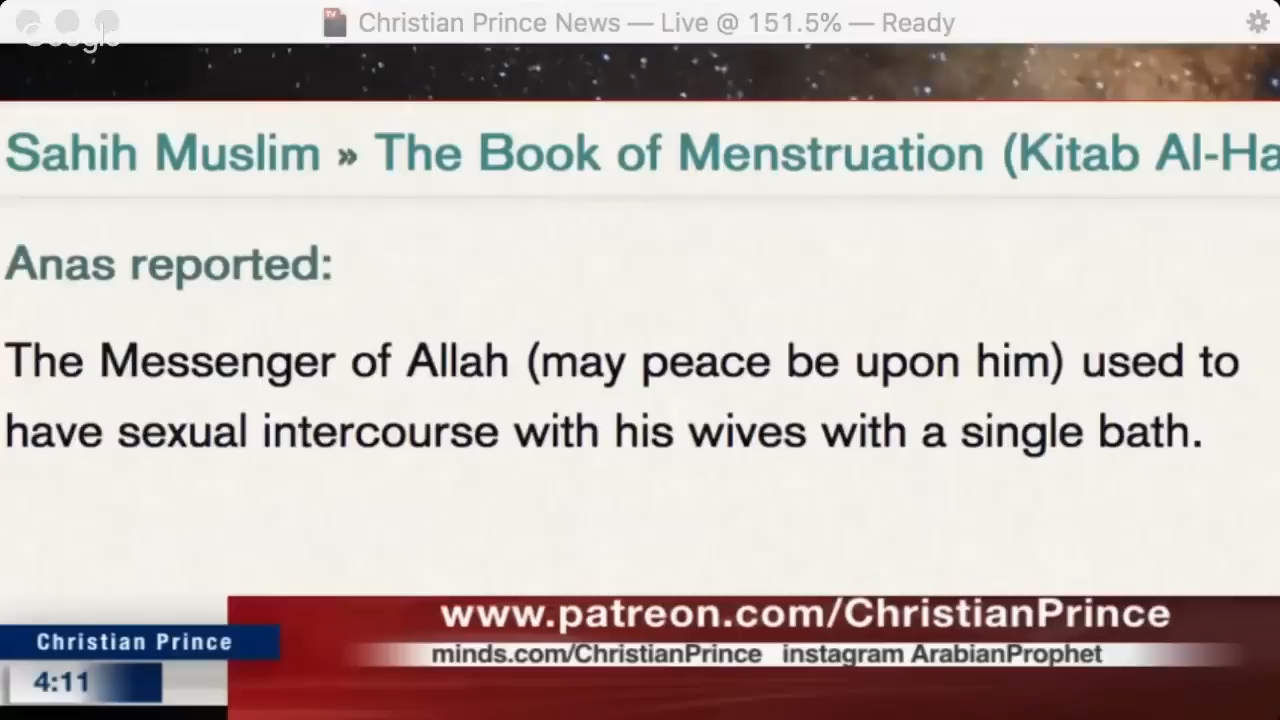 Christian Prince News — Live @ 151.5% — Ready
Google
Sahih Muslim » The Book of Menstruation (Kitab Al-Ha
Anas reported:
The Messenger of Allah (may peace be upon him) used to
have sexual intercourse with his wives with a single bath.
www.patreon.com/ChristianPrince
Christian Prince
minds.com/ChristianPrince instagram ArabianProphet
4:11